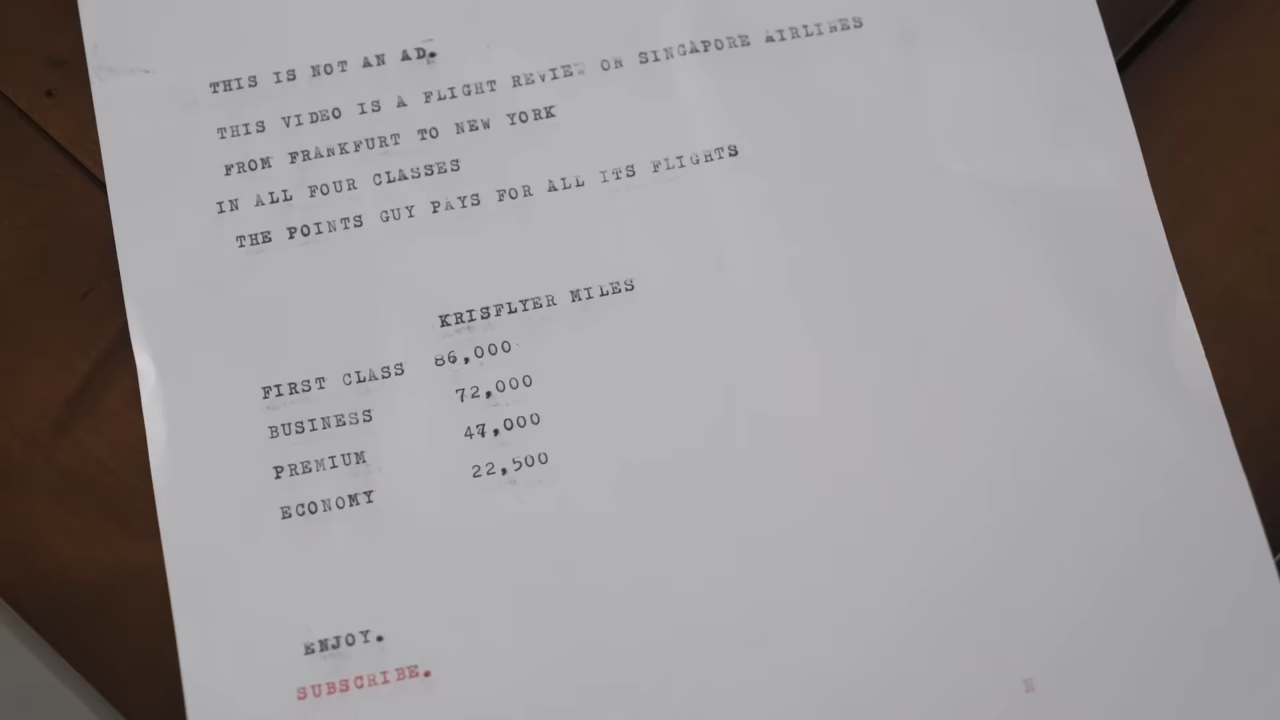 THIS IS NOT AN AD.
THIS VIDEO IS A FLIGHT REVIEW ON SINGAPORE AIRLINES
FROM FRANKFURT TO NEW YORK
IN ALL FOUR CLASSES
THE POINTS GUY PAYS FOR ALL ITS FLIGHTS
KRISFLYER MILES
FIRST CLASS 86,000
BUSINESS 72,000
PREMIUM 47,000
ECONOMY 22,500
ENJOY.
SUBSCRIBE.